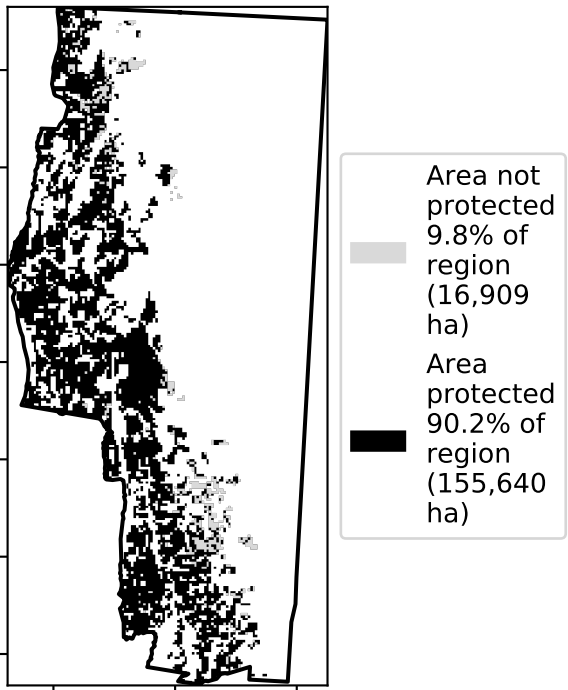 Area not
protected
9.8% of
region
(16,909
ha)
Area
protected
90.2% of
region
(155,640
ha)